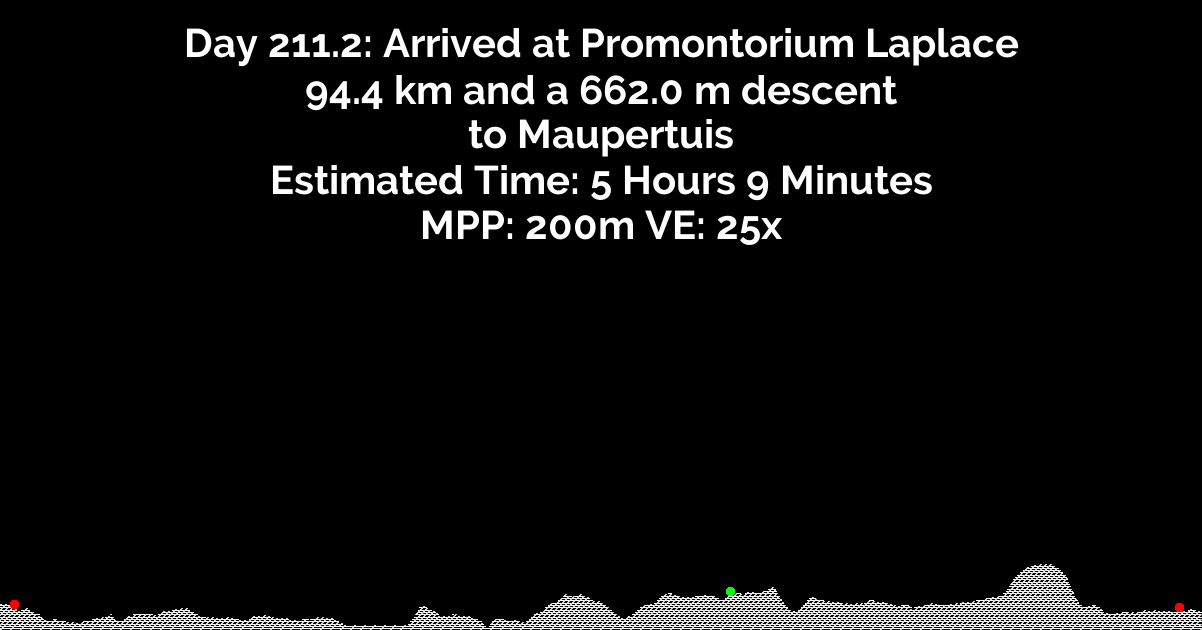 Day 211.2: Arrived at Promontorium Laplace
94.4 km and a 662.0 m descent
to Maupertuis
Estimated Time: 5 Hours 9 Minutes
MPP: 200m VE: 25x